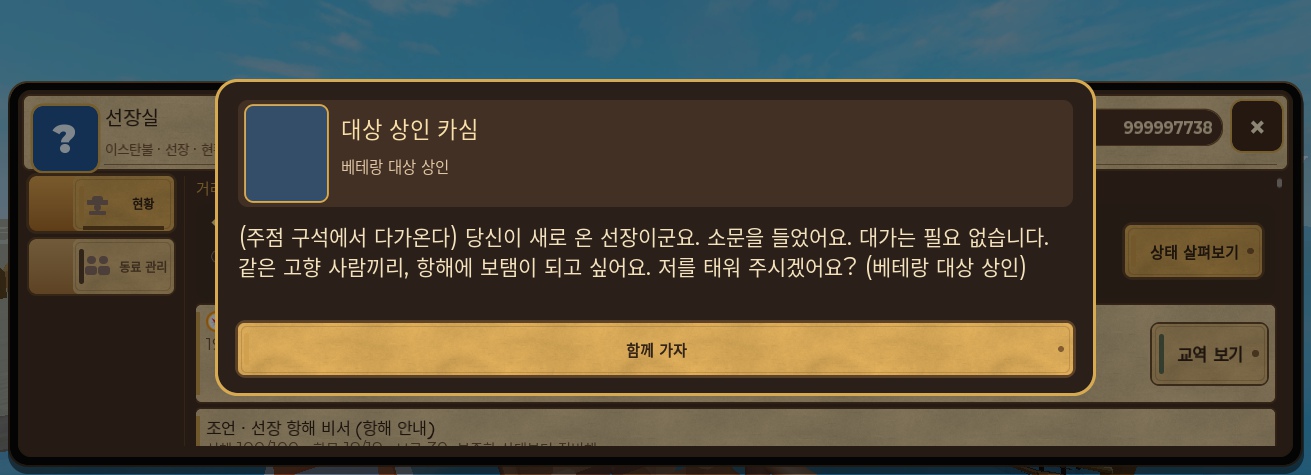 ?
선장실
이스탄불 · 선장 ·
999997738
×
현황
동료 관리
대상 상인 카심
베테랑 대상 상인
(주점 구석에서 다가온다) 당신이 새로 온 선장이군요. 소문을 들었어요. 대가는 필요 없습니다.
같은 고향 사람끼리, 항해에 보탬이 되고 싶어요. 저를 태워 주시겠어요? (베테랑 대상 상인)
함께 가자
상태 살펴보기
교역 보기
조언 · 선장 항해 비서 (항해 안내)